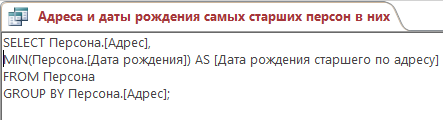 Адреса и даты рождения самых старших персон в них
SELECT Персона.[Адрес],
MIN(Персона.[Дата рождения]) AS [Дата рождения старшего по адресу]
FROM Персона
GROUP BY Персона.[Адрес];